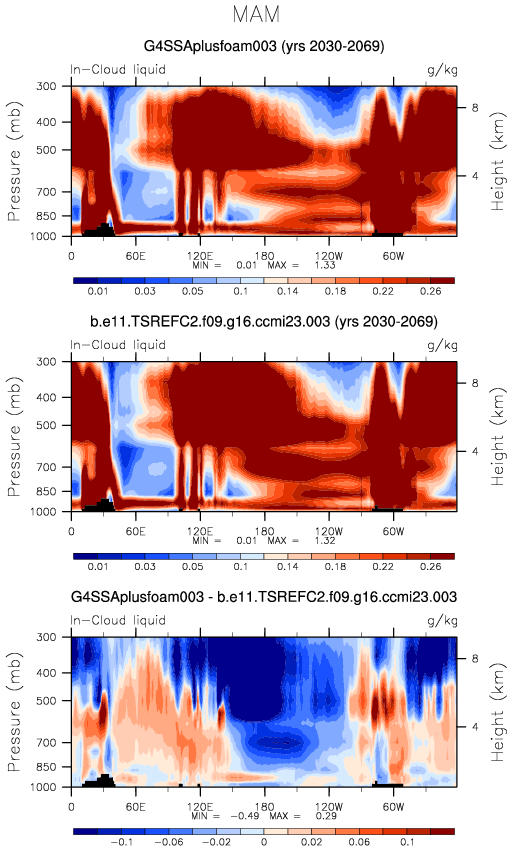 MAM
G4SSAplusfoam003 (yrs 2030-2069)
In-Cloud liquid g/kg
Pressure (mb)
300
400
500
700
850
1000
8
4
Height (km)
0 60E 120E 180 120W 60W
MIN = 0.01 MAX = 1.33
0.01 0.03 0.05 0.1 0.14 0.18 0.22 0.26
b.e11.TSREFC2.f09.g16.ccmi23.003 (yrs 2030-2069)
In-Cloud liquid g/kg
Pressure (mb)
300
400
500
700
850
1000
8
4
Height (km)
0 60E 120E 180 120W 60W
MIN = 0.01 MAX = 1.32
0.01 0.03 0.05 0.1 0.14 0.18 0.22 0.26
G4SSAplusfoam003 - b.e11.TSREFC2.f09.g16.ccmi23.003
In-Cloud liquid g/kg
Pressure (mb)
300
400
500
700
850
1000
8
4
Height (km)
0 60E 120E 180 120W 60W
MIN = -0.49 MAX = 0.29
-0.1 -0.06 -0.02 0 0.02 0.06 0.1